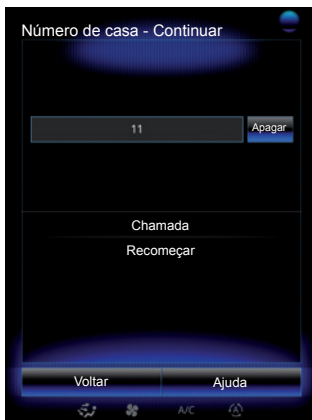 Número de casa - Continuar
11
Apagar
Chamada
Recomeçar
Voltar
Ajuda
A/C
A